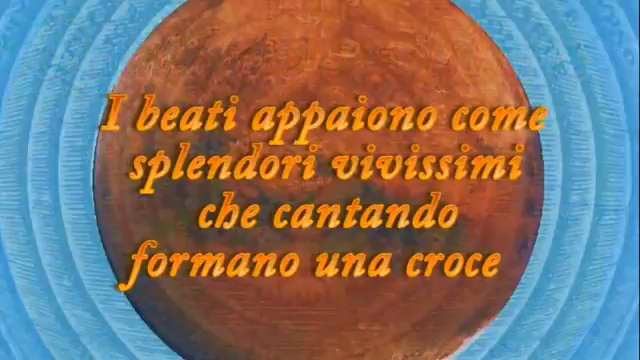 I beati appaiono come
splendori vivissimi
che cantando
formano una croce